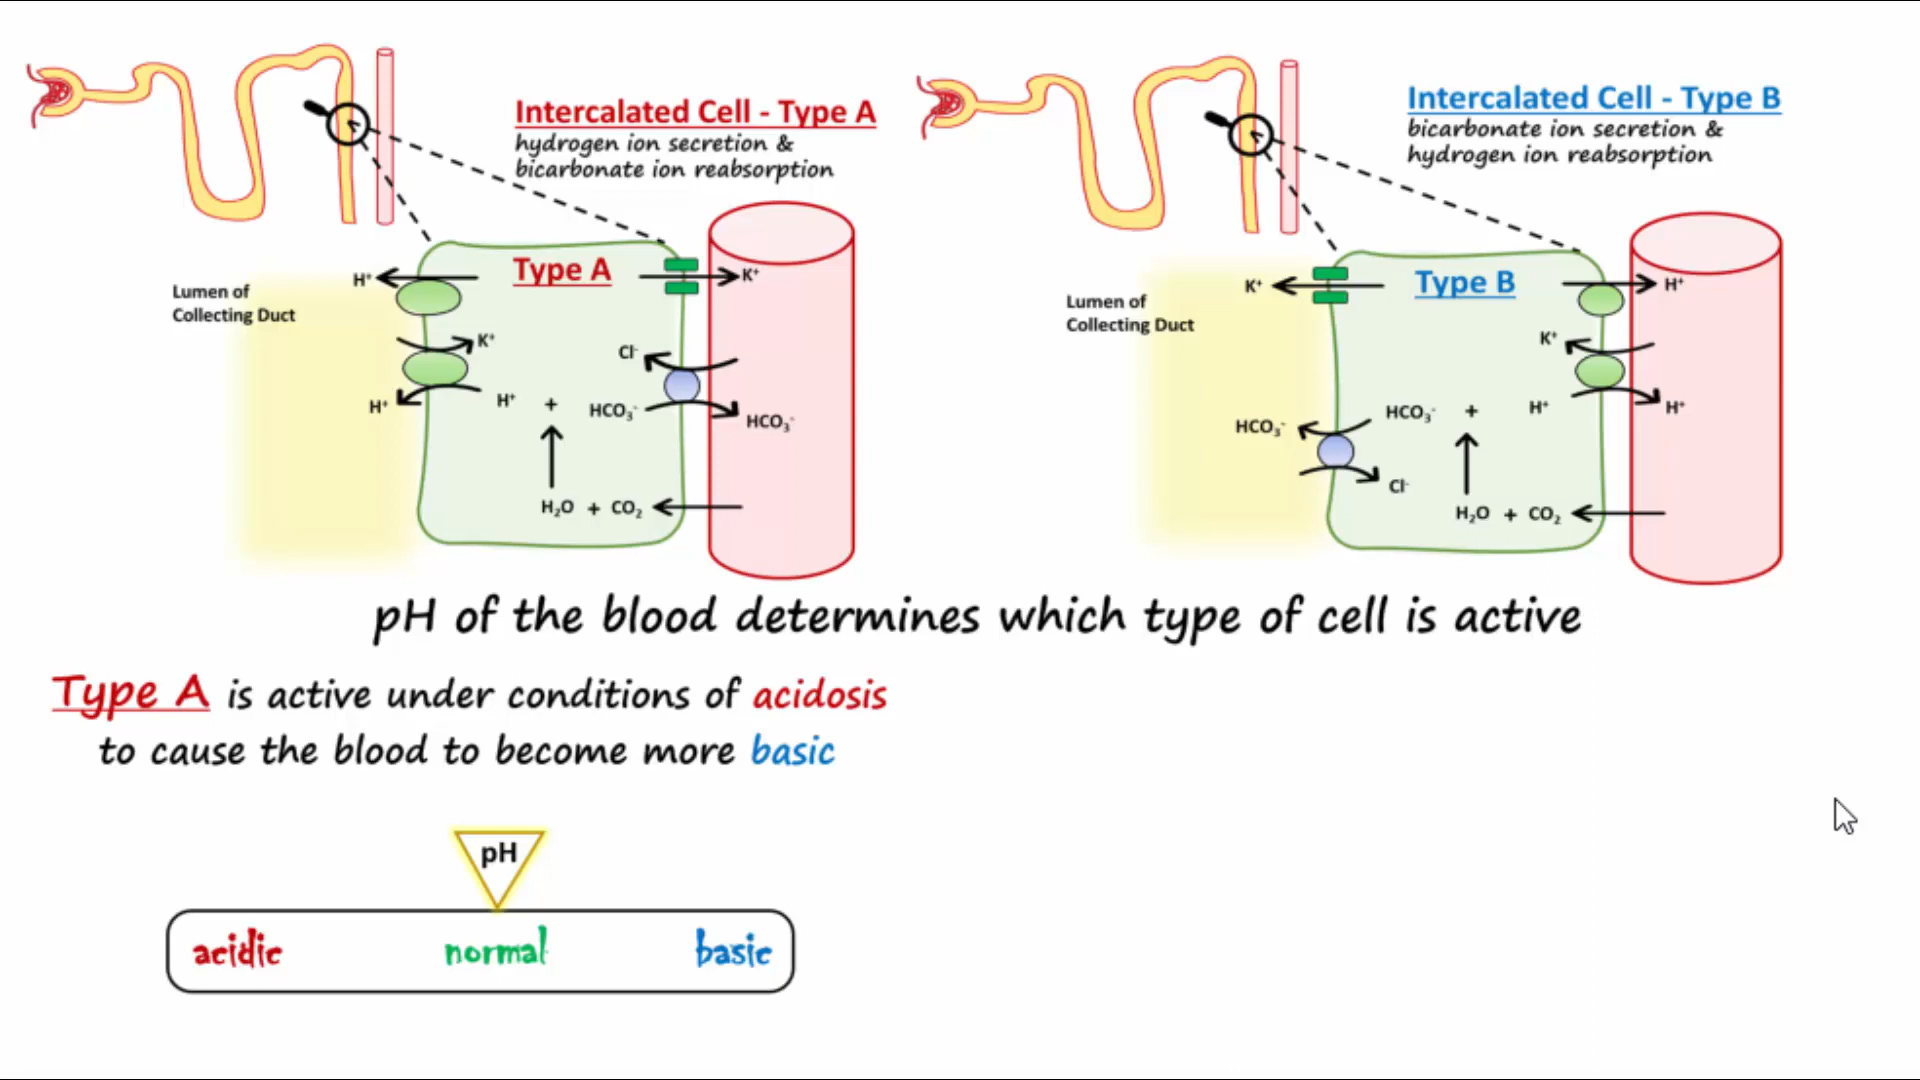 Intercalated Cell - Type A
hydrogen ion secretion &
bicarbonate ion reabsorption
Intercalated Cell - Type B
bicarbonate ion secretion &
hydrogen ion reabsorption
Lumen of
Collecting Duct
Type A
H⁺
K⁺
K⁺
H⁺
H⁺
+
Cl⁻
HCO₃⁻
HCO₃⁻
H₂O + CO₂
Lumen of
Collecting Duct
Type B
K⁺
H⁺
K⁺
HCO₃⁻
HCO₃⁻
+
H⁺
H⁺
Cl⁻
H₂O + CO₂
pH of the blood determines which type of cell is active
Type A is active under conditions of acidosis
to cause the blood to become more basic
pH
acidic normal basic